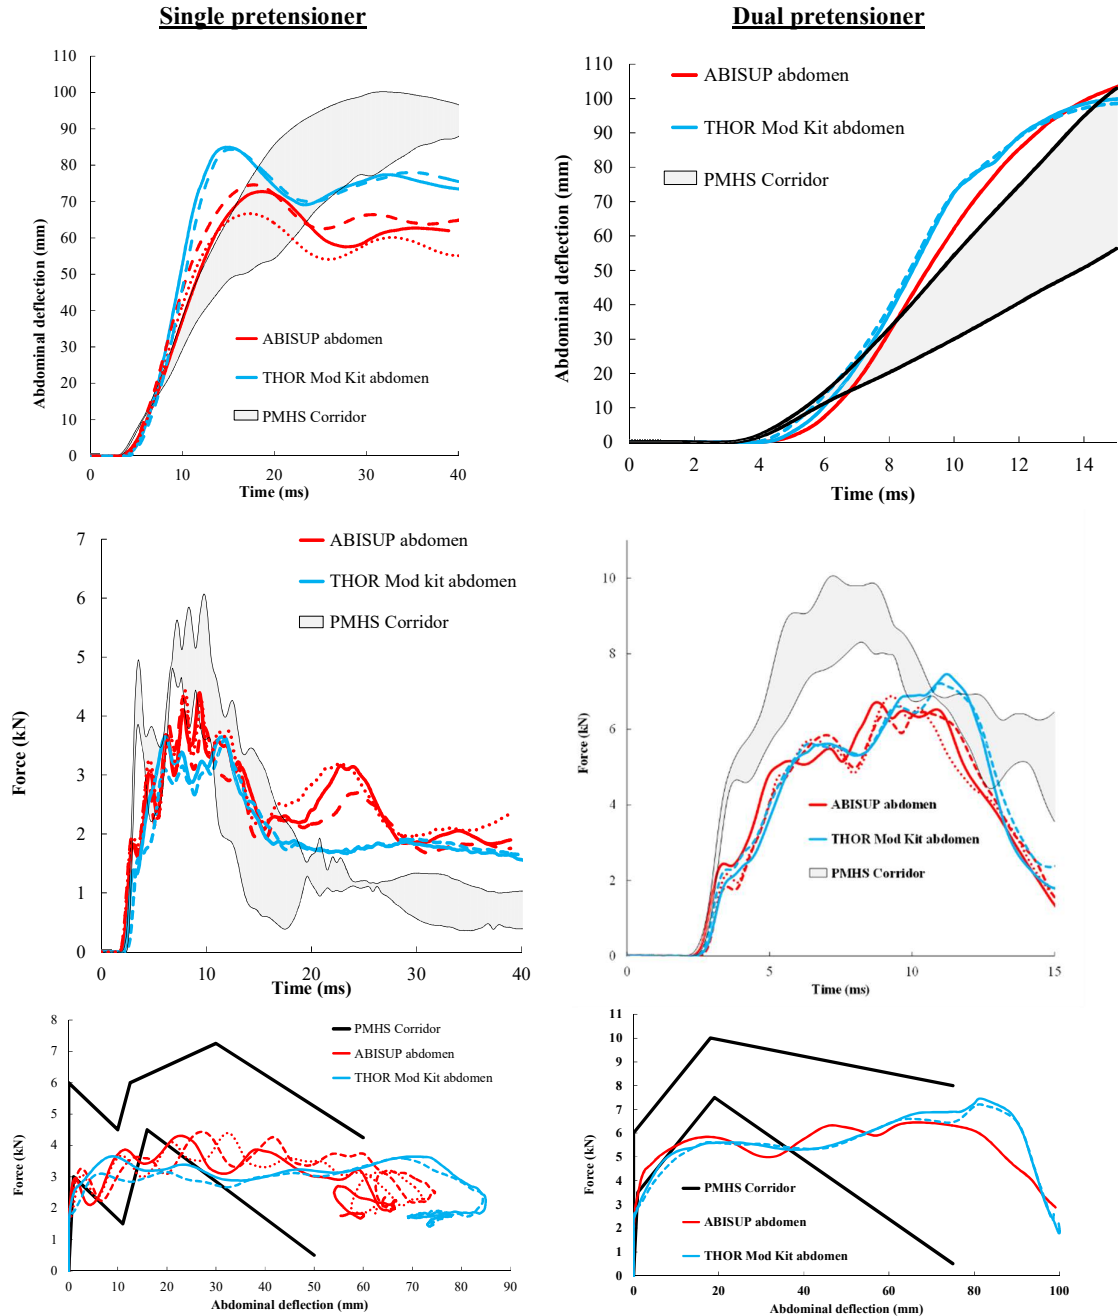 Single pretensioner
Dual pretensioner
110
100
90
80
70
60
50
40
30
20
10
0
Abdominal deflection (mm)
ABISUP abdomen
THOR Mod Kit abdomen
PMHS Corridor
0 10 20 30 40
Time (ms)
110
100
90
80
70
60
50
40
30
20
10
0
Abdominal deflection (mm)
ABISUP abdomen
THOR Mod Kit abdomen
PMHS Corridor
0 2 4 6 8 10 12 14
Time (ms)
7
6
5
4
3
2
1
0
Force (kN)
ABISUP abdomen
THOR Mod kit abdomen
PMHS Corridor
0 10 20 30 40
Time (ms)
10
8
6
4
2
0
Force (kN)
ABISUP abdomen
THOR Mod Kit abdomen
PMHS Corridor
0 5 10 15
Time (ms)
8
7
6
5
4
3
2
1
0
Force (kN)
PMHS Corridor
ABISUP abdomen
THOR Mod Kit abdomen
0 10 20 30 40 50 60 70 80 90
Abdominal deflection (mm)
11
10
9
8
7
6
5
4
3
2
1
0
Force (kN)
PMHS Corridor
ABISUP abdomen
THOR Mod Kit abdomen
0 20 40 60 80 100
Abdominal deflection (mm)